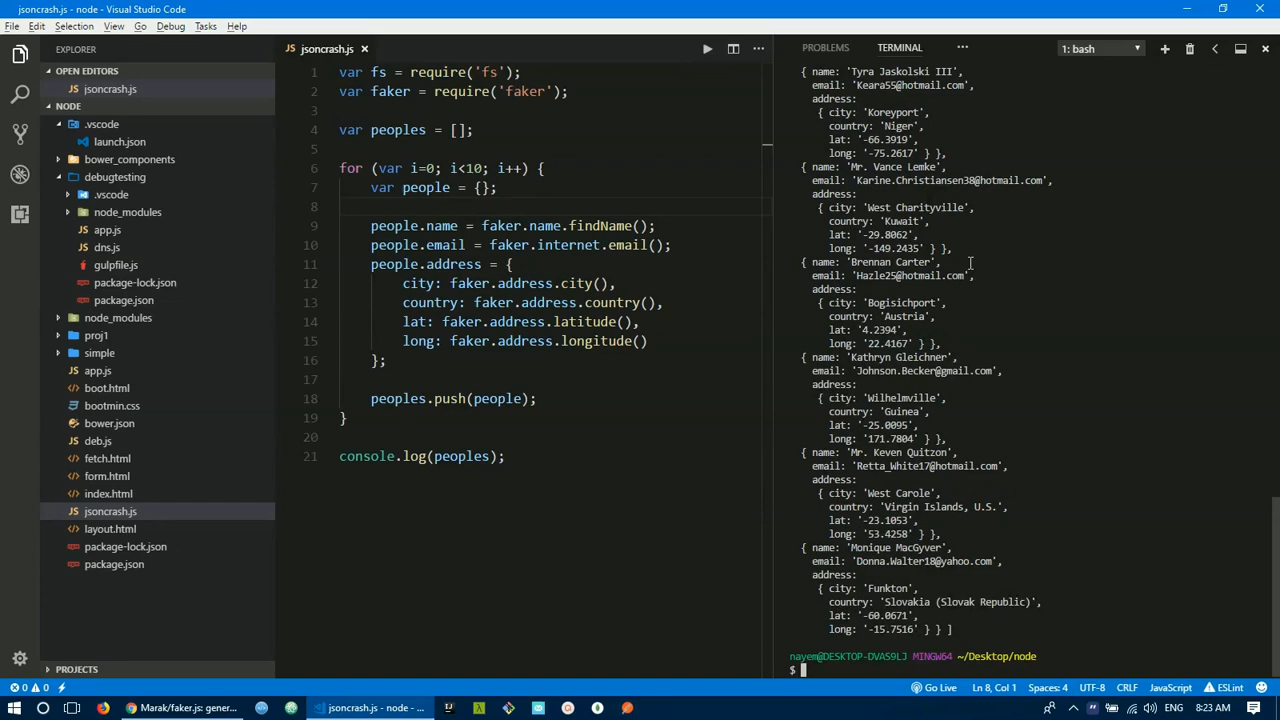 jsoncrash.js - node - Visual Studio Code
File Edit Selection View Go Debug Tasks Help
EXPLORER
OPEN EDITORS
jsoncrash.js
NODE
.vscode
launch.json
bower_components
debugtesting
.vscode
node_modules
app.js
dns.js
gulpfile.js
package-lock.json
package.json
node_modules
proj1
simple
app.js
boot.html
bootmin.css
bower.json
deb.js
fetch.html
form.html
index.html
jsoncrash.js
layout.html
package-lock.json
package.json
PROJECTS
JS jsoncrash.js
1 var fs = require('fs');
2 var faker = require('faker');
3
4 var peoples = [];
5
6 for (var i=0; i<10; i++) {
7 var people = {};
8
9 people.name = faker.name.findName();
10 people.email = faker.internet.email();
11 people.address = {
12 city: faker.address.city(),
13 country: faker.address.country(),
14 lat: faker.address.latitude(),
15 long: faker.address.longitude()
16 };
17
18 peoples.push(people);
19 }
20
21 console.log(peoples);
PROBLEMS TERMINAL ••• 1: bash
{ name: 'Tyra Jaskolski III',
email: 'Keara55@hotmail.com',
address:
{ city: 'Koreyport',
country: 'Niger',
lat: '-66.3919',
long: '-75.2617' } },
{ name: 'Mr. Vance Lemke',
email: 'Karine.Christiansen38@hotmail.com',
address:
{ city: 'West Charityville',
country: 'Kuwait',
lat: '-29.8062',
long: '-149.2435' } },
{ name: 'Brennan Carter',
email: 'Hazle25@hotmail.com',
address:
{ city: 'Bogisichport',
country: 'Austria',
lat: '4.2394',
long: '22.4167' } },
{ name: 'Kathryn Gleichner',
email: 'Johnson.Becker@gmail.com',
address:
{ city: 'Wilhelmville',
country: 'Guinea',
lat: '-25.0095',
long: '171.7804' } },
{ name: 'Mr. Keven Quitzon',
email: 'Retta_White17@hotmail.com',
address:
{ city: 'West Carole',
country: 'Virgin Islands, U.S.',
lat: '-23.1053',
long: '53.4258' } },
{ name: 'Monique MacGyver',
email: 'Donna.Walter18@yahoo.com',
address:
{ city: 'Funkton',
country: 'Slovakia (Slovak Republic)',
lat: '-60.0671',
long: '-15.7516' } } ]
nayem@DESKTOP-DVAS9LJ MINGW64 ~/Desktop/node
$
0 0 Go Live Ln 8, Col 1 Spaces: 4 UTF-8 CRLF JavaScript ESLint
Marak/faker.js: gener... jsoncrash.js - node - ... ENG 8:23 AM